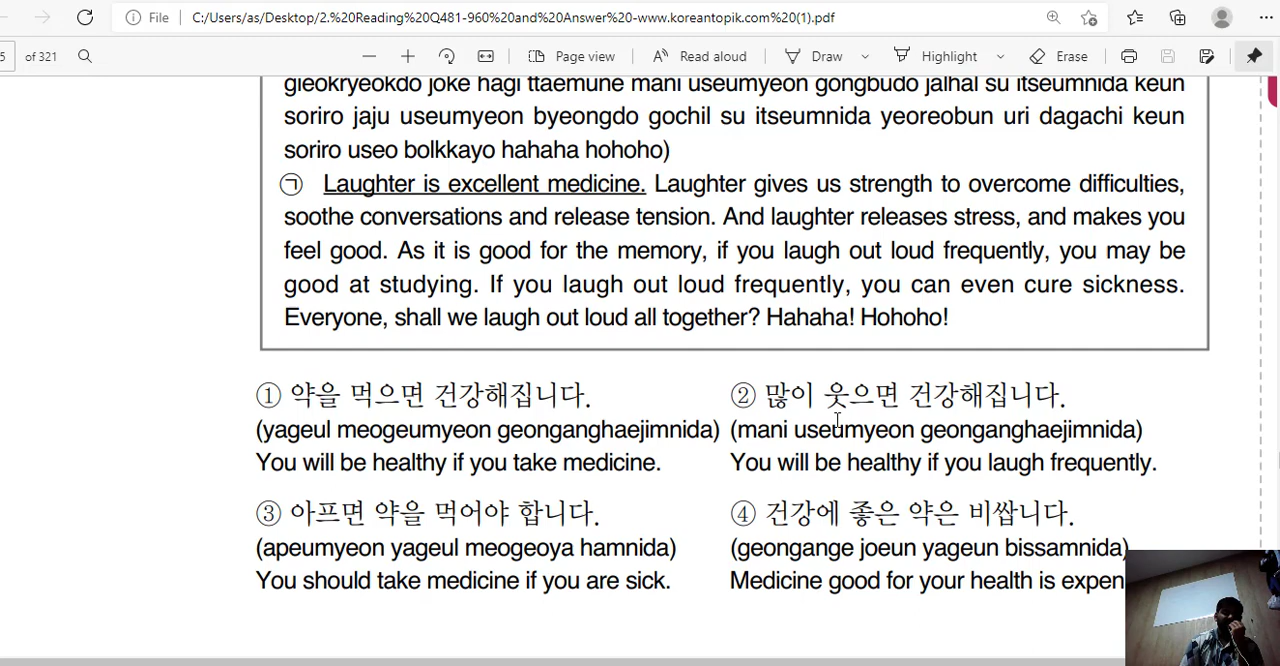 File C:/Users/as/Desktop/2.%20Reading%20Q481-960%20and%20Answer%20-www.koreantopik.com%20(1).pdf
5 of 321 Page view Read aloud Draw Highlight Erase
gieokryeokdo joke hagi ttaemune mani useumyeon gongbudo jalhal su itseumnida keun
soriro jaju useumyeon byeongdo gochil su itseumnida yeoreobun uri dagachi keun
soriro useo bolkkayo hahaha hohoho)
㉠ Laughter is excellent medicine. Laughter gives us strength to overcome difficulties,
soothe conversations and release tension. And laughter releases stress, and makes you
feel good. As it is good for the memory, if you laugh out loud frequently, you may be
good at studying. If you laugh out loud frequently, you can even cure sickness.
Everyone, shall we laugh out loud all together? Hahaha! Hohoho!
① 약을 먹으면 건강해집니다. ② 많이 웃으면 건강해집니다.
(yageul meogeumyeon geonganghaejimnida) (mani useumyeon geonganghaejimnida)
You will be healthy if you take medicine. You will be healthy if you laugh frequently.
③ 아프면 약을 먹어야 합니다. ④ 건강에 좋은 약은 비쌉니다.
(apeumyeon yageul meogeoya hamnida) (geongange joeun yageun bissamnida)
You should take medicine if you are sick. Medicine good for your health is expen